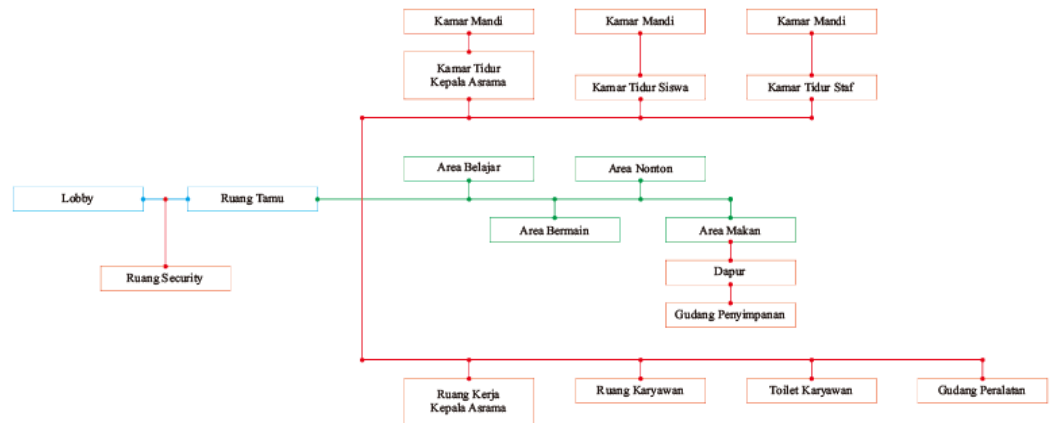 Kamar Mandi
Kamar Mandi
Kamar Mandi
Kamar Tidur
Kepala Asrama
Kamar Tidur Siswa
Kamar Tidur Staf
Area Belajar
Area Nonton
Lobby
Ruang Tamu
Area Bermain
Area Makan
Ruang Security
Dapur
Gudang Penyimpanan
Ruang Kerja
Kepala Asrama
Ruang Karyawan
Toilet Karyawan
Gudang Peralatan